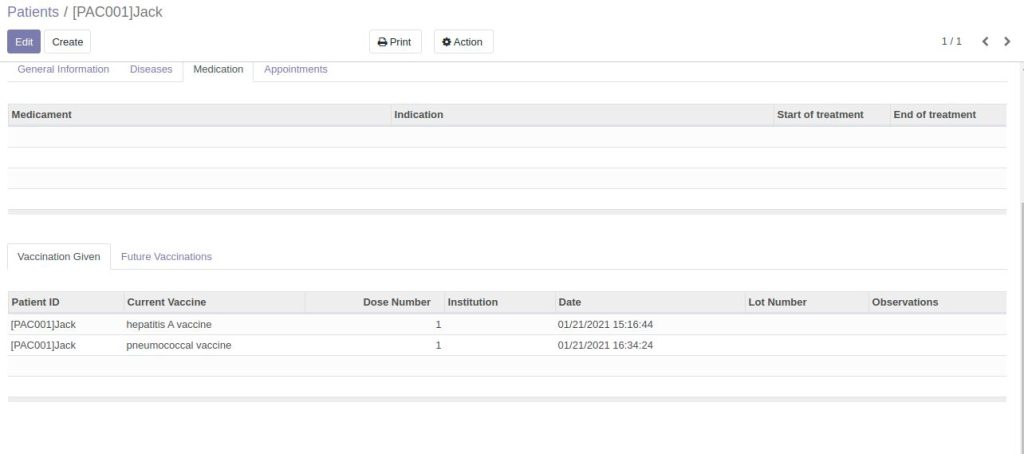 Patients / [PAC001]Jack
Edit Create Print Action 1 / 1
General Information Diseases Medication Appointments
Medicament Indication Start of treatment End of treatment
Vaccination Given Future Vaccinations
Patient ID Current Vaccine Dose Number Institution Date Lot Number Observations
[PAC001]Jack hepatitis A vaccine 1 01/21/2021 15:16:44
[PAC001]Jack pneumococcal vaccine 1 01/21/2021 16:34:24